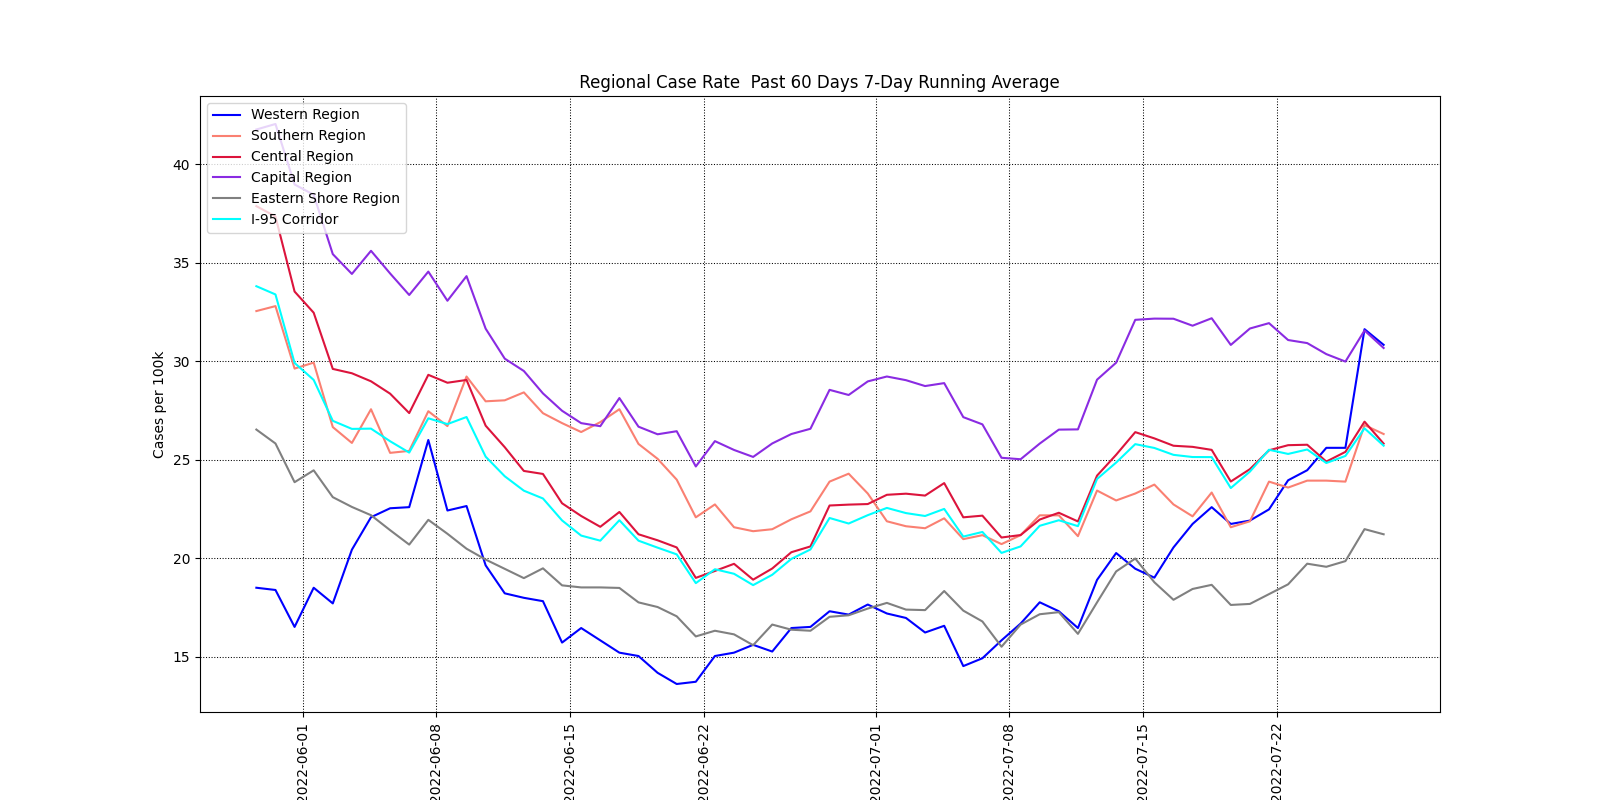 Regional Case Rate  Past 60 Days 7-Day Running Average
Western Region
Southern Region
Central Region
Capital Region
Eastern Shore Region
I-95 Corridor
Cases per 100k
40
35
30
25
20
15
2022-06-01
2022-06-08
2022-06-15
2022-06-22
2022-07-01
2022-07-08
2022-07-15
2022-07-22